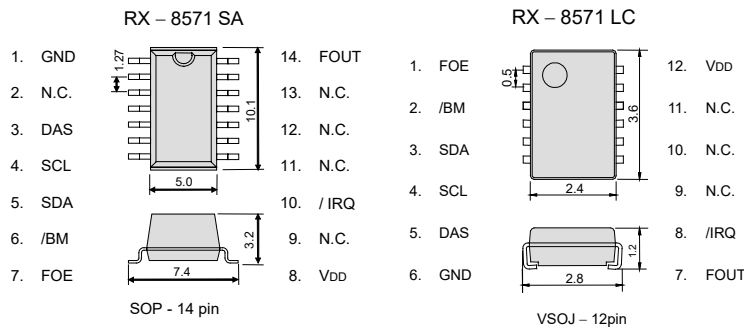 RX – 8571 SA
1. GND
2. N.C.
3. DAS
4. SCL
5. SDA
6. /BM
7. FOE
1.27
10.1
5.0
3.2
7.4
14. FOUT
13. N.C.
12. N.C.
11. N.C.
10. / IRQ
9. N.C.
8. VDD
SOP - 14 pin
RX – 8571 LC
1. FOE
2. /BM
3. SDA
4. SCL
5. DAS
6. GND
0.5
3.6
2.4
1.2
2.8
12. VDD
11. N.C.
10. N.C.
9. N.C.
8. /IRQ
7. FOUT
VSOJ – 12pin